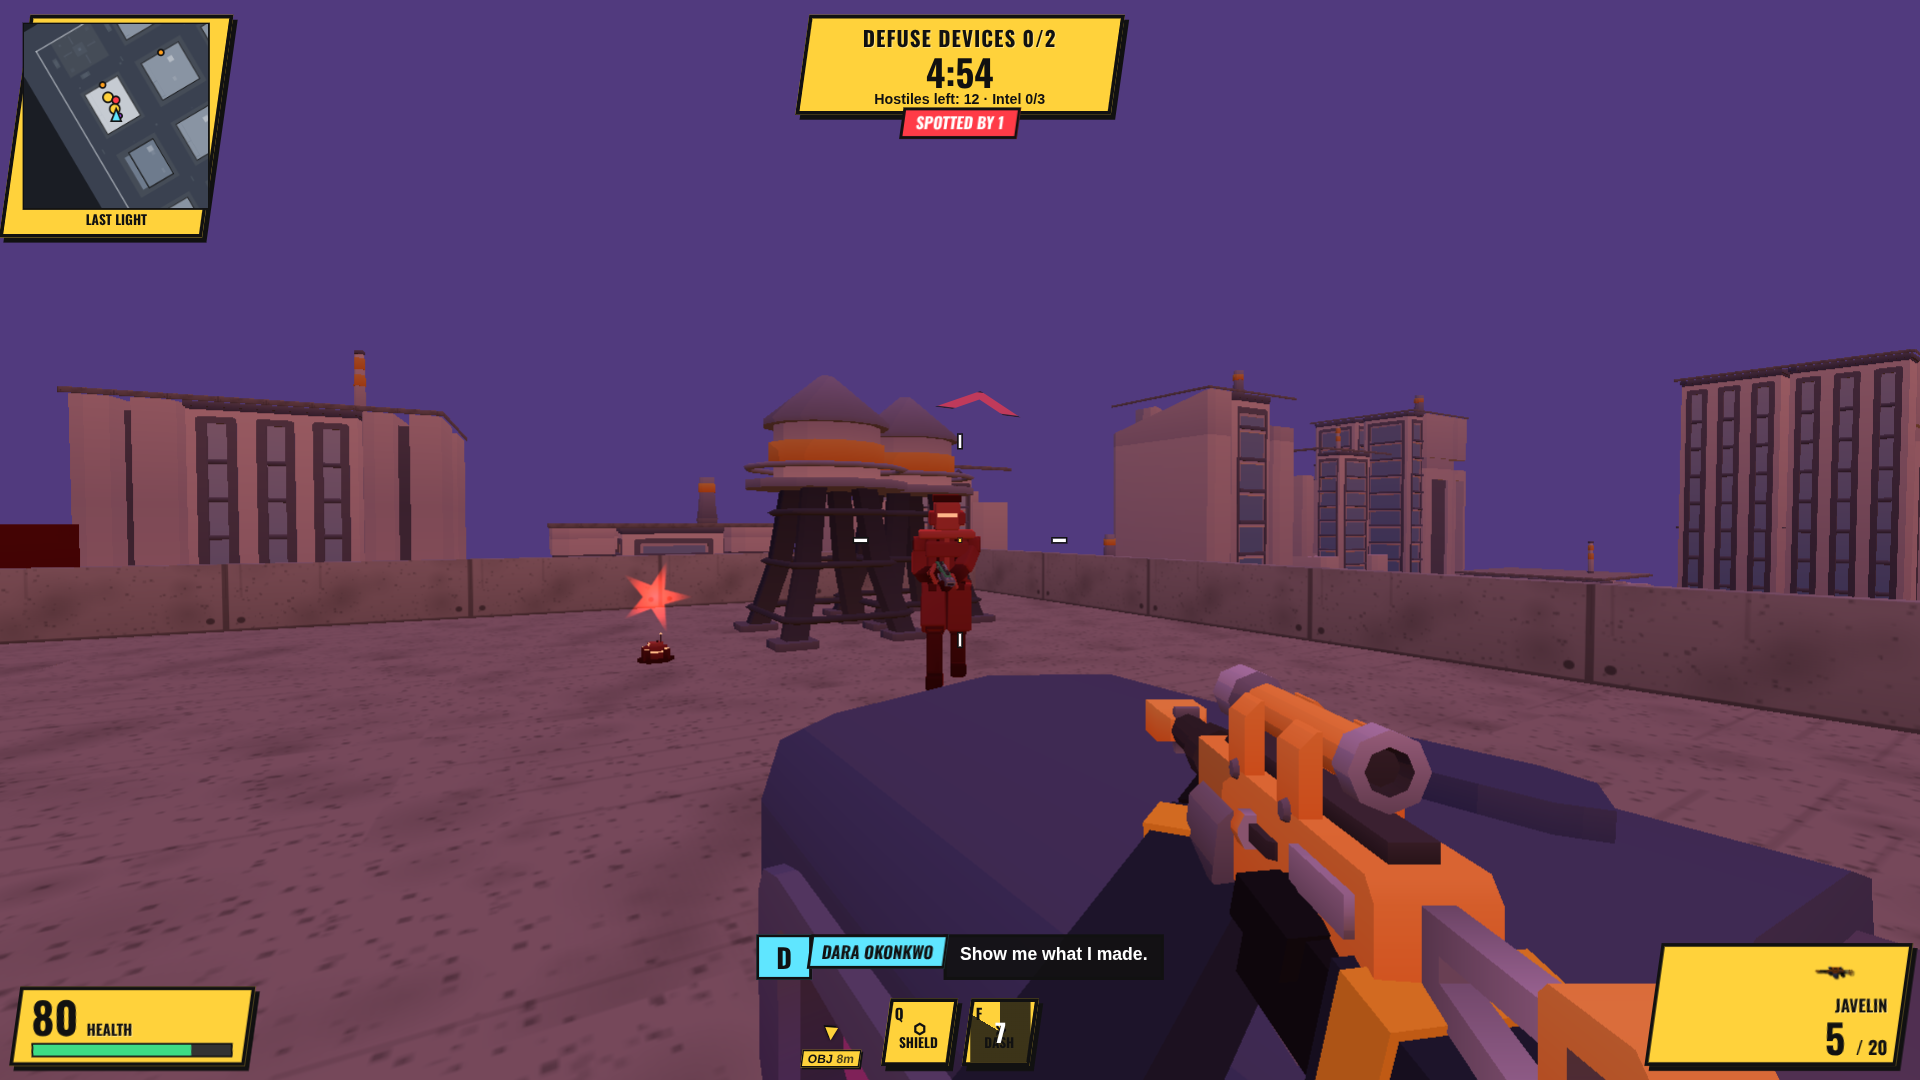 LAST LIGHT
DEFUSE DEVICES 0/2
4:54
Hostiles left: 12 · Intel 0/3
SPOTTED BY 1
D
DARA OKONKWO
Show me what I made.
80 HEALTH
OBJ 8m
Q
SHIELD
F
7
DASH
JAVELIN
5 / 20